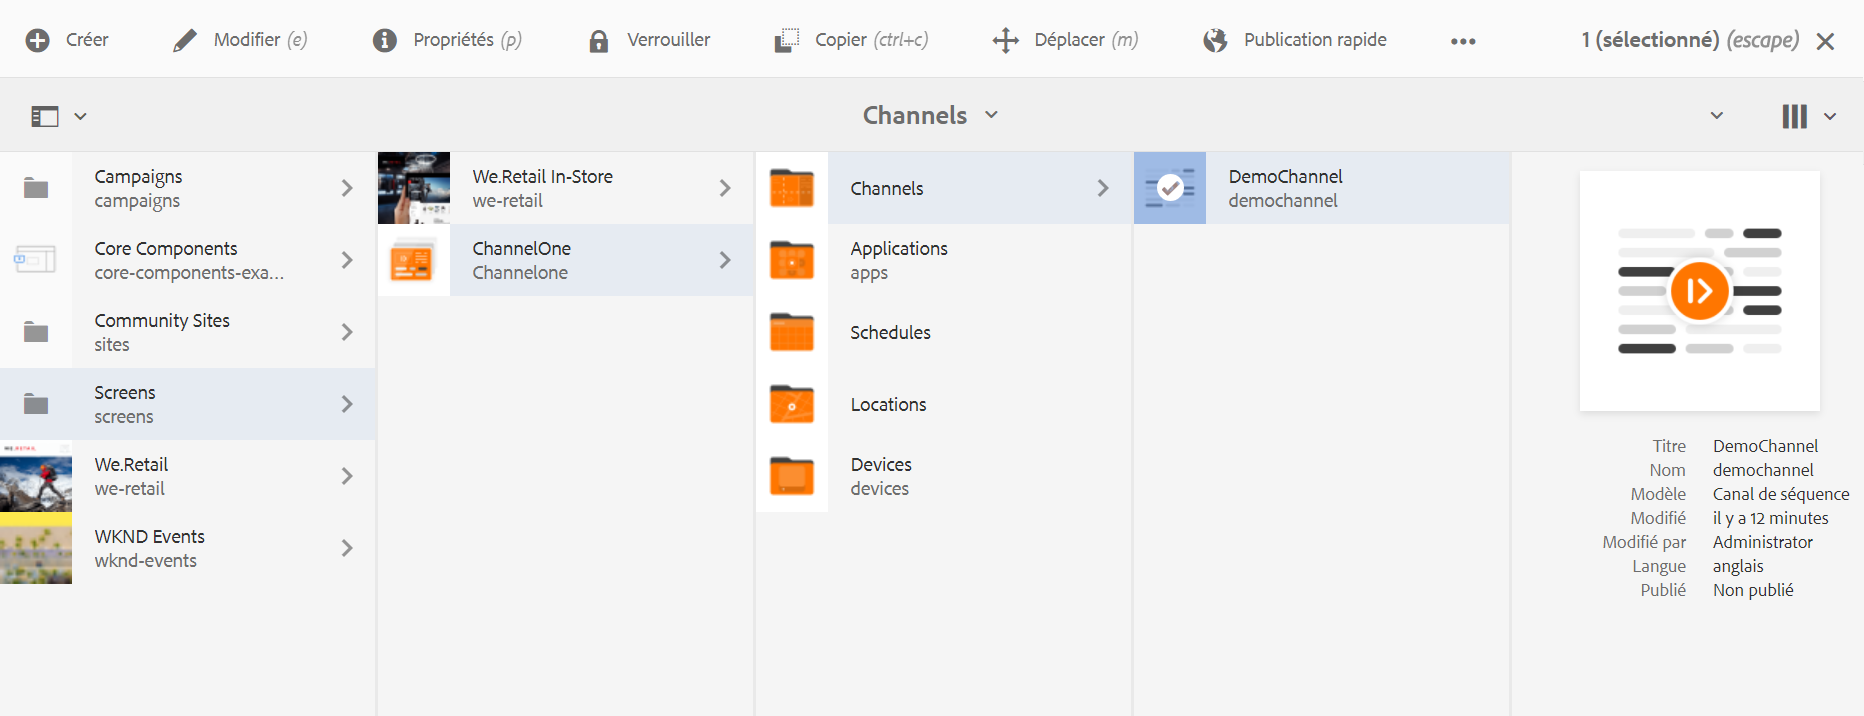 Créer
Modifier (e)
Propriétés (p)
Verrouiller
Copier (ctrl+c)
Déplacer (m)
Publication rapide
1 (sélectionné) (escape)
Channels
Campaigns
campaigns
Core Components
core-components-exa...
Community Sites
sites
Screens
screens
We.Retail
we-retail
WKND Events
wknd-events
We.Retail In-Store
we-retail
ChannelOne
Channelone
Channels
Applications
apps
Schedules
Locations
Devices
devices
DemoChannel
demochannel
Titre DemoChannel
Nom demochannel
Modèle Canal de séquence
Modifié il y a 12 minutes
Modifié par Administrator
Langue anglais
Publié Non publié